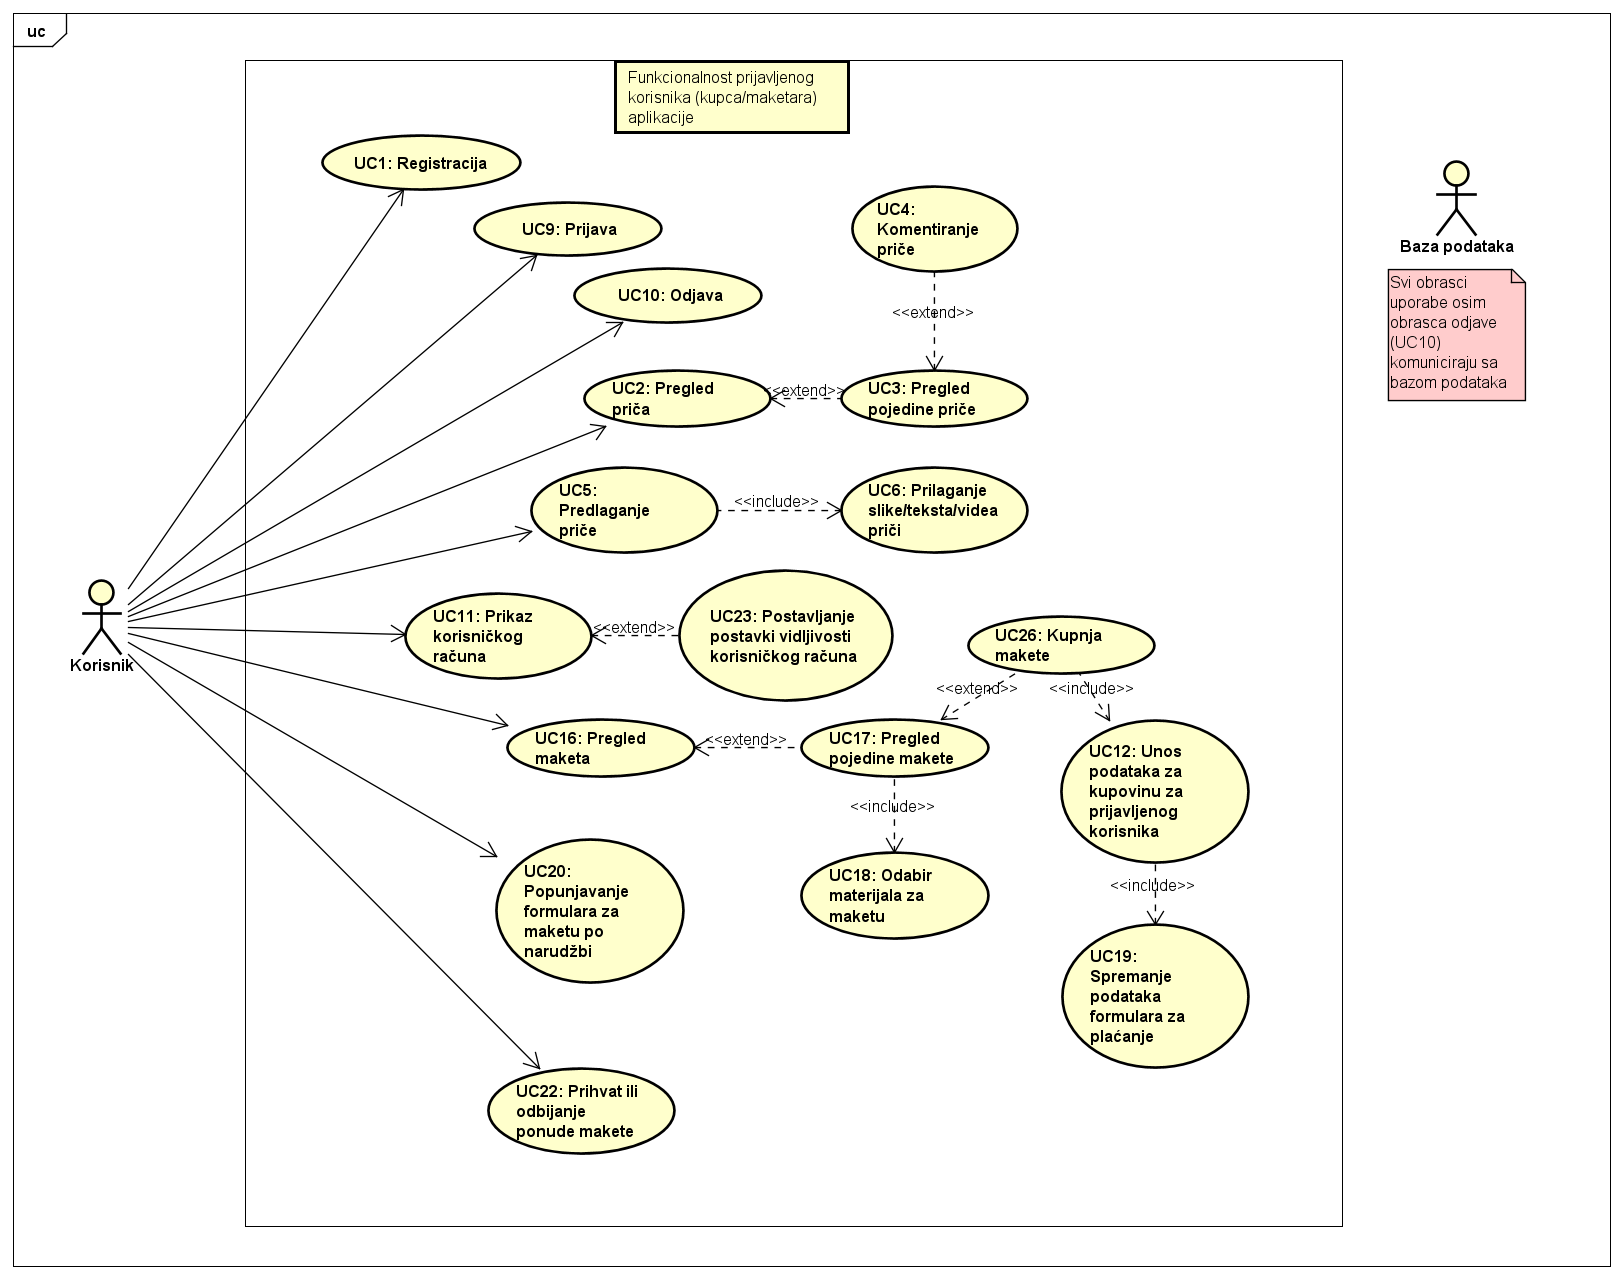 uc
Funkcionalnost prijavljenog
korisnika (kupca/maketara)
aplikacije
UC1: Registracija
UC9: Prijava
UC4:
Komentiranje
priče
Baza podataka
Svi obrasci
uporabe osim
obrasca odjave
(UC10)
komuniciraju sa
bazom podataka
UC10: Odjava
<<extend>>
UC2: Pregled
priča
<<extend>>
UC3: Pregled
pojedine priče
UC5:
Predlaganje
priče
<<include>>
UC6: Prilaganje
slike/teksta/videa
priči
Korisnik
UC11: Prikaz
korisničkog
računa
<<extend>>
UC23: Postavljanje
postavki vidljivosti
korisničkog računa
UC26: Kupnja
makete
<<extend>>
<<include>>
UC16: Pregled
maketa
<<extend>>
UC17: Pregled
pojedine makete
UC12: Unos
podataka za
kupovinu za
prijavljenog
korisnika
<<include>>
UC18: Odabir
materijala za
maketu
<<include>>
UC20:
Popunjavanje
formulara za
maketu po
narudžbi
UC19:
Spremanje
podataka
formulara za
plaćanje
UC22: Prihvat ili
odbijanje
ponude makete